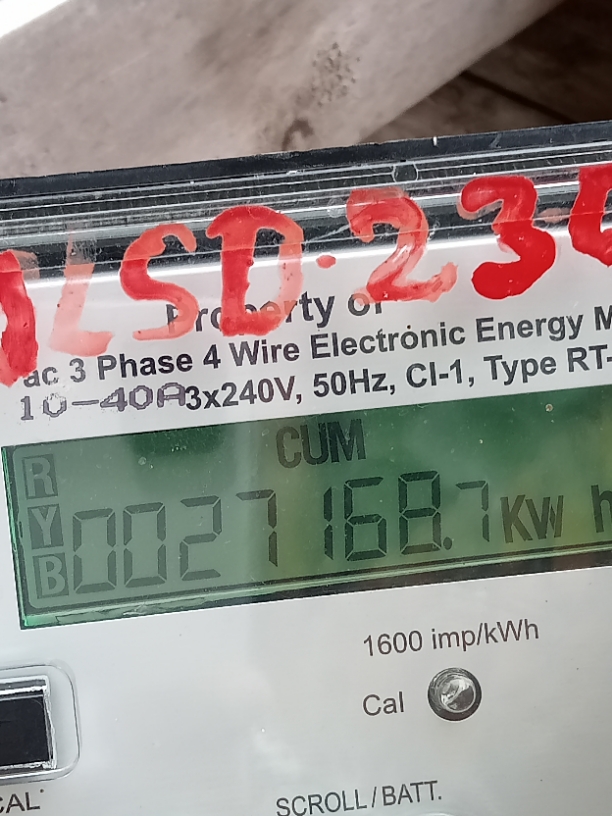 LSD.23
Property of
ac 3 Phase 4 Wire Electronic Energy
10-40A 3x240V, 50Hz, Cl-1, Type RT-
CUM
R
Y
B
0027168.7 KW h
1600 imp/kWh
Cal
CAL
SCROLL/BATT.